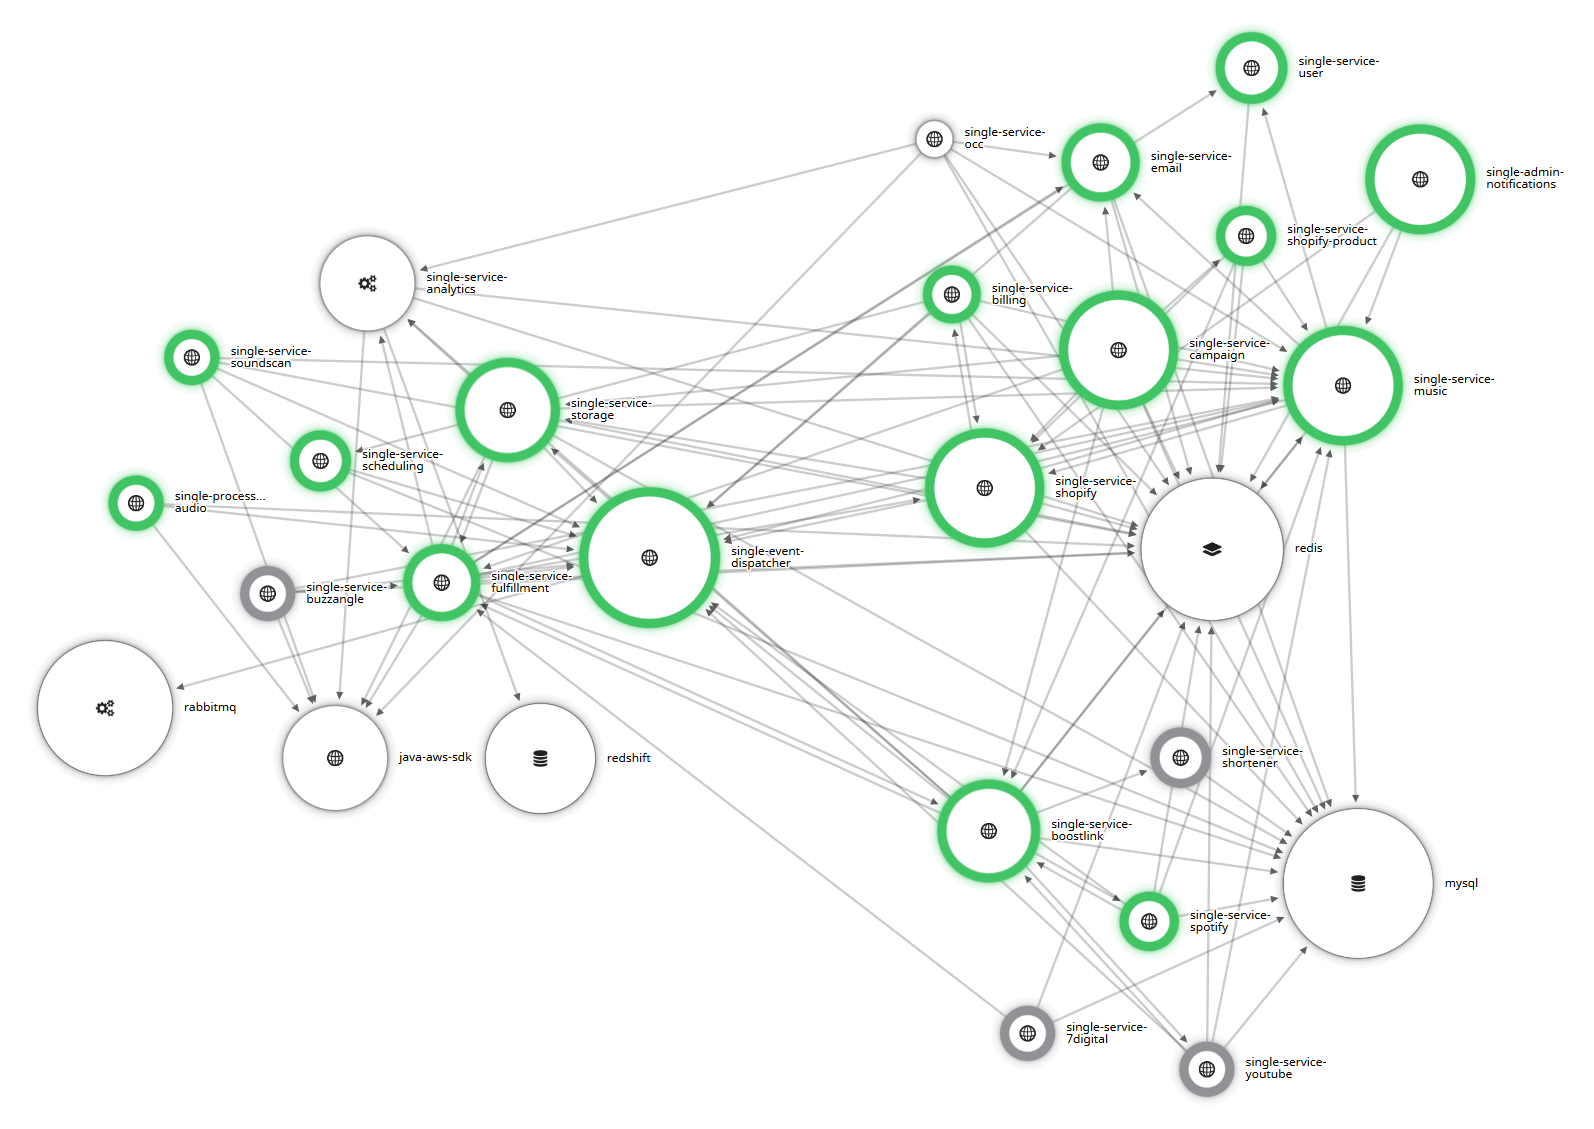 single-service-
user
single-service-
occ
single-service-
email
single-admin-
notifications
single-service-
shopify-product
single-service-
analytics
single-service-
billing
single-service-
soundscan
single-service-
campaign
single-service-
music
single-service-
storage
single-service-
scheduling
single-process...
audio
single-service-
shopify
single-event-
dispatcher
redis
single-service-
fulfillment
single-service-
buzzangle
rabbitmq
java-aws-sdk
redshift
single-service-
shortener
single-service-
boostlink
mysql
single-service-
spotify
single-service-
7digital
single-service-
youtube